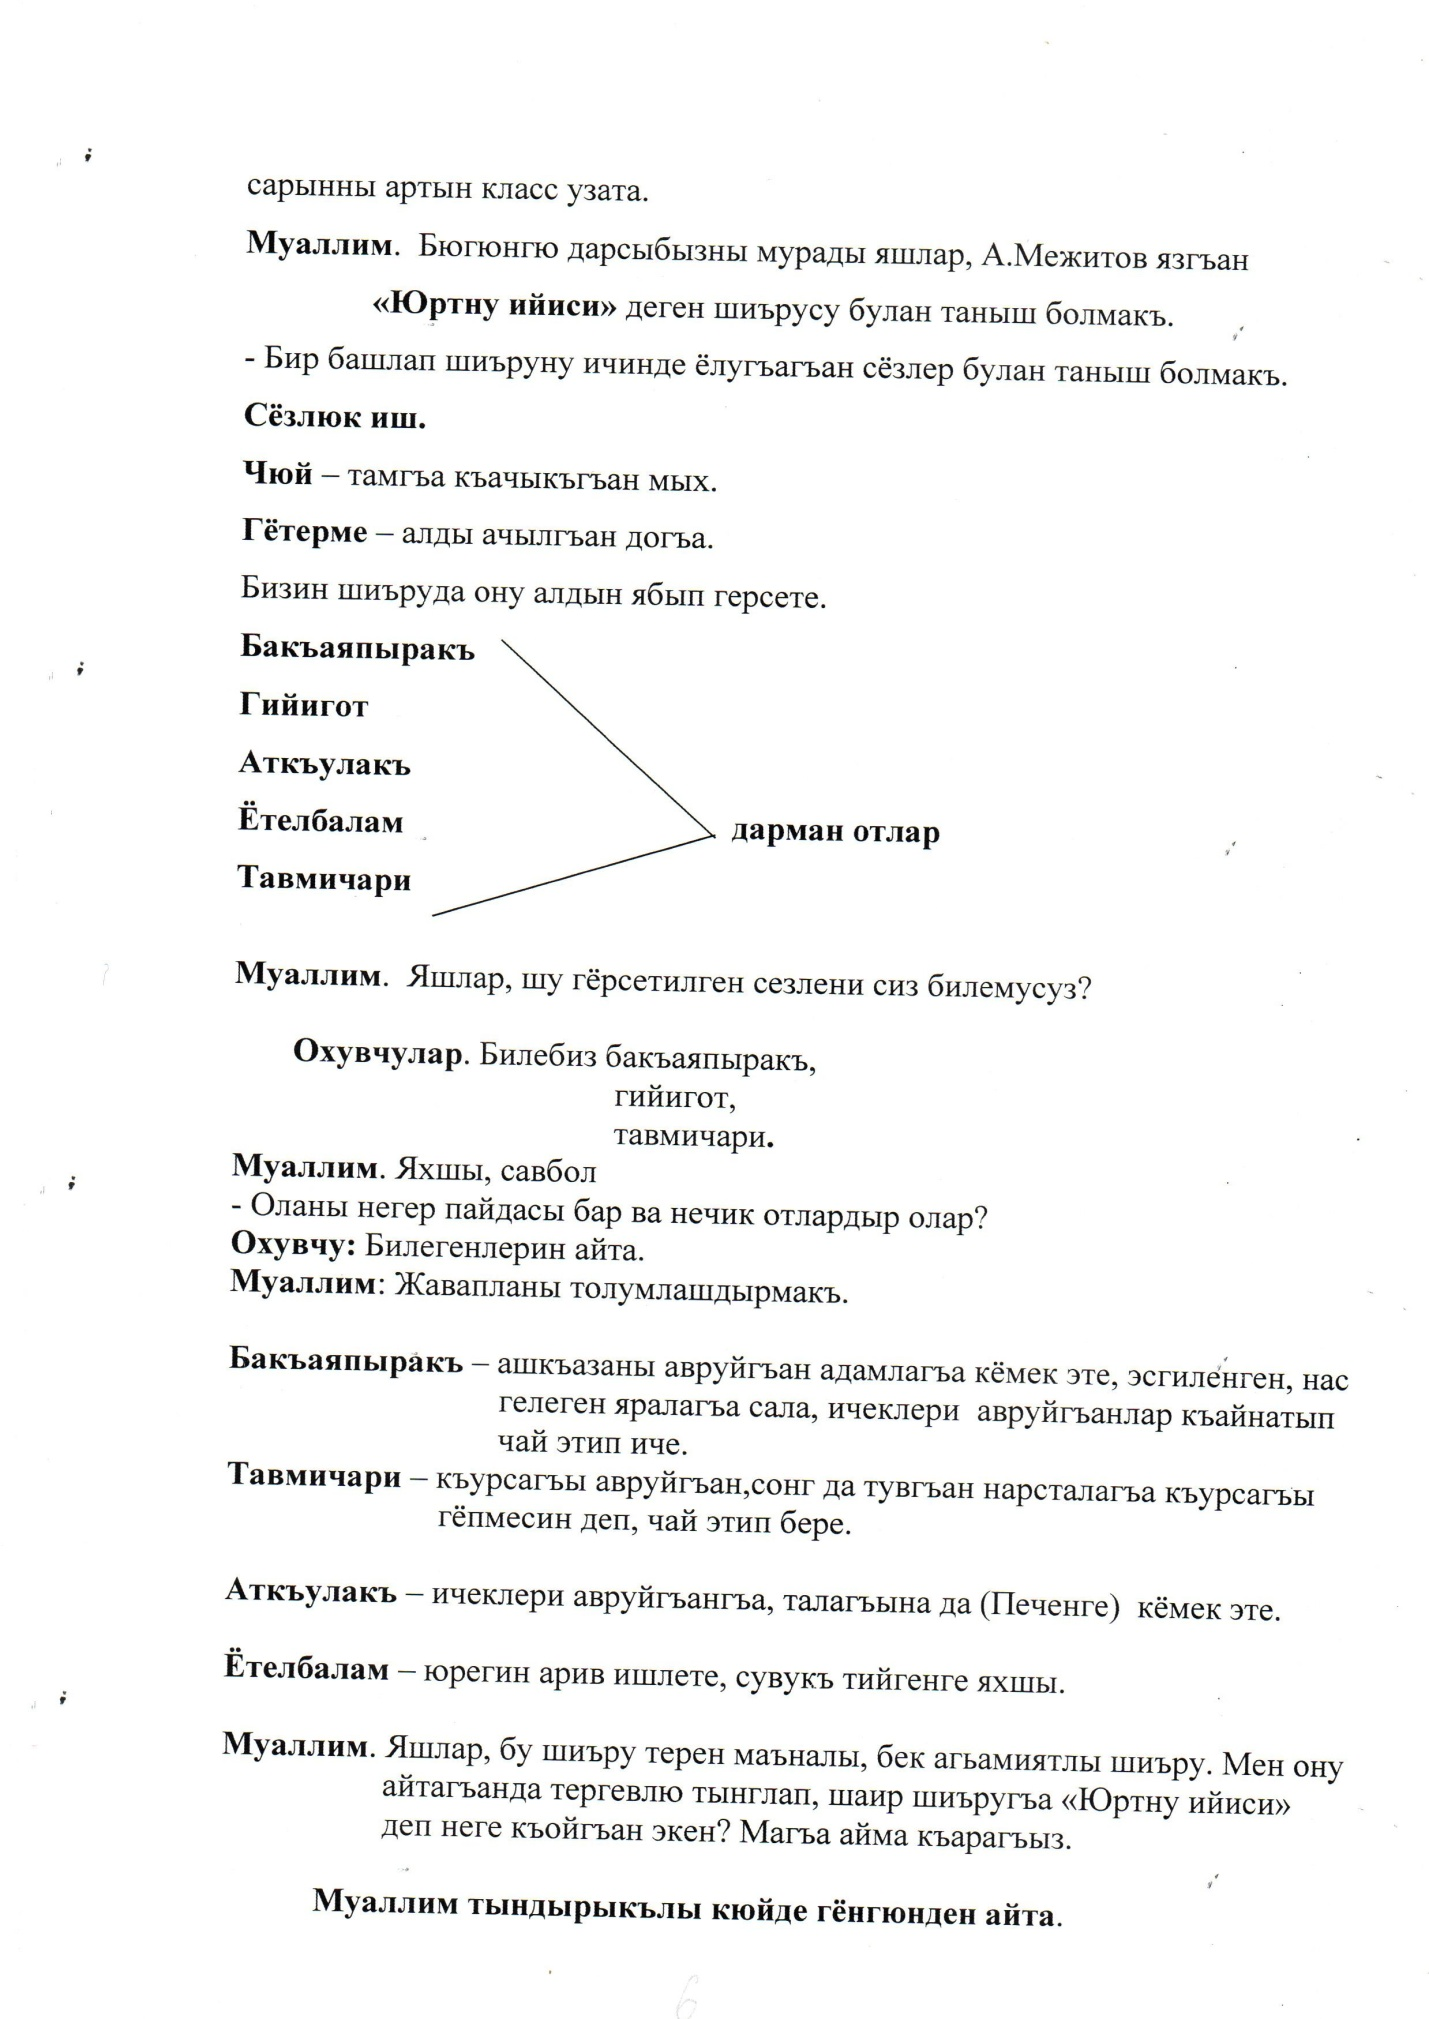 сарынны артын класс узата.
Муаллим. Бюгюнгю дарсыбызны мурады яшлар, А.Межитов язгъан
«Юртну ийиси» деген шиърусу булан таныш болмакъ.
- Бир башлап шиъруну ичинде ёлугъагъан сёзлер булан таныш болмакъ.
Сёзлюк иш.
Чюй – тамгъа къачыкъгъан мых.
Гётерме – алды ачылгъан догъа.
Бизин шиъруда ону алдын ябып герсете.
Бакъаяпыракъ
Гийигот
Аткъулакъ
Ётелбалам
дарман отлар
Тавмичари
Муаллим. Яшлар, шу гёрсетилген сезлени сиз билемусуз?
Охувчулар. Билебиз бакъаяпыракъ,
гийигот,
тавмичари.
Муаллим. Яхшы, савбол
- Оланы негер пайдасы бар ва нечик отлардыр олар?
Охувчу: Билегенлерин айта.
Муаллим: Жавапланы толумлашдырмакъ.
Бакъаяпыракъ – ашкъазаны авруйгъан адамлагъа кёмек эте, эсгиленген, нас
гелеген яралагъа сала, ичеклери авруйгъанлар къайнатып
чай этип иче.
Тавмичари – къурсагъы авруйгъан,сонг да тувгъан нарсталагъа къурсагъы
гёпмесин деп, чай этип бере.
Аткъулакъ – ичеклери авруйгъангъа, талагъына да (Печенге) кёмек эте.
Ётелбалам – юрегин арив ишлете, сувукъ тийгенге яхшы.
Муаллим. Яшлар, бу шиъру терен маъналы, бек агьамиятлы шиъру. Мен ону
айтагъанда тергевлю тынглап, шаир шиъругъа «Юртну ийиси»
деп неге къойгъан экен? Магъа айма къарагъыз.
Муаллим тындырыкълы кюйде гёнгюнден айта.
6